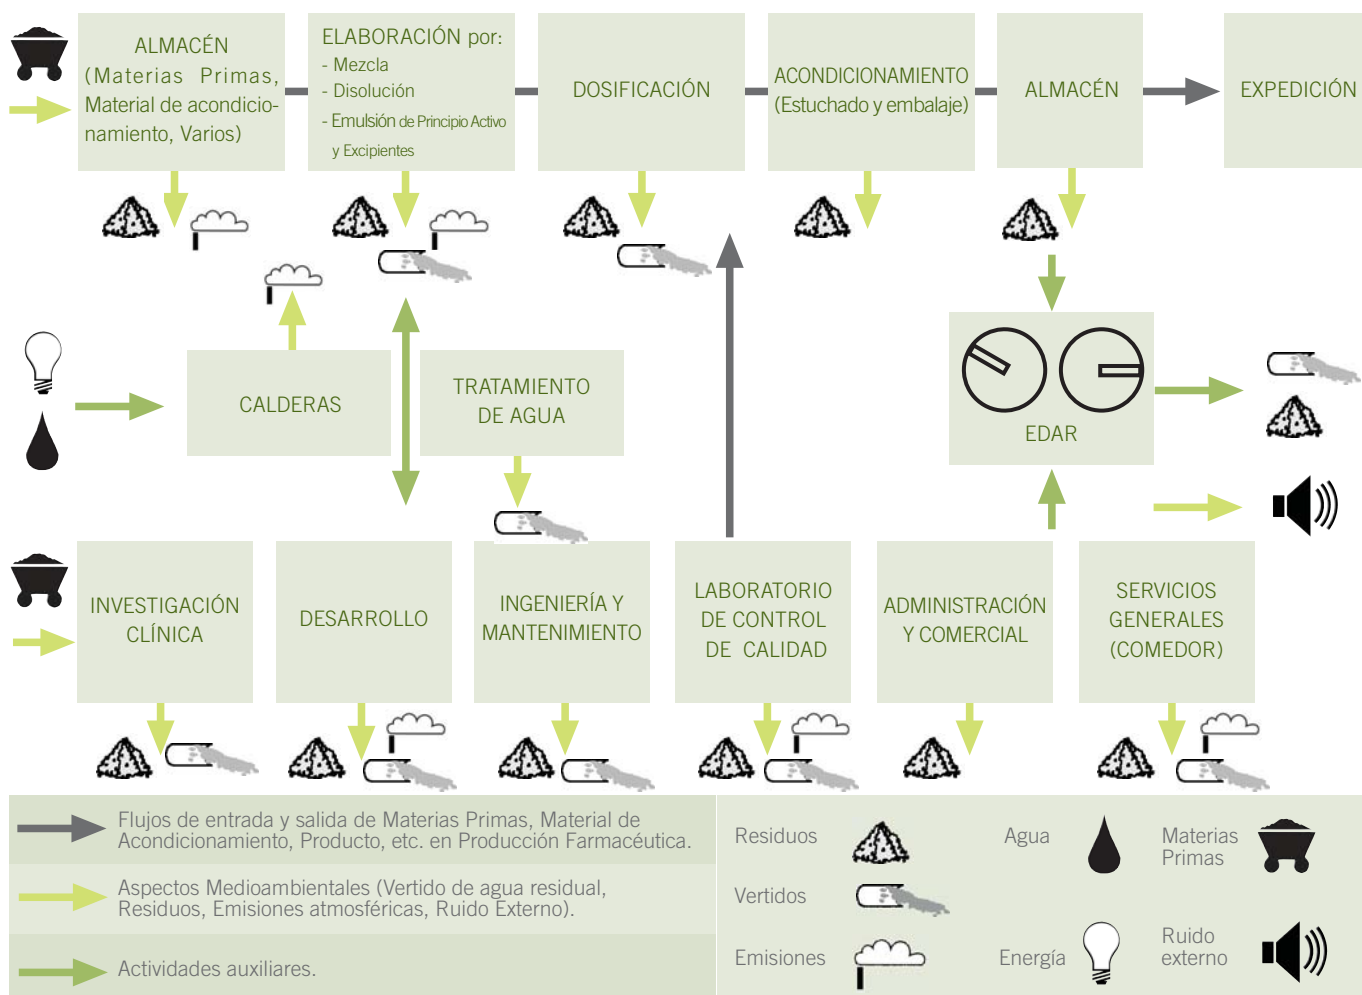 ALMACÉN
(Materias Primas,
Material de acondicio-
namiento, Varios)
ELABORACIÓN por:
- Mezcla
- Disolución
- Emulsión de Principio Activo
y Excipientes
DOSIFICACIÓN
ACONDICIONAMIENTO
(Estuchado y embalaje)
ALMACÉN
EXPEDICIÓN
CALDERAS
TRATAMIENTO
DE AGUA
EDAR
INVESTIGACIÓN
CLÍNICA
DESARROLLO
INGENIERÍA Y
MANTENIMIENTO
LABORATORIO
DE CONTROL
DE CALIDAD
ADMINISTRACIÓN
Y COMERCIAL
SERVICIOS
GENERALES
(COMEDOR)
Flujos de entrada y salida de Materias Primas, Material de
Acondicionamiento, Producto, etc. en Producción Farmacéutica.
Aspectos Medioambientales (Vertido de agua residual,
Residuos, Emisiones atmosféricas, Ruido Externo).
Actividades auxiliares.
Residuos
Vertidos
Emisiones
Agua
Energía
Materias
Primas
Ruido
externo